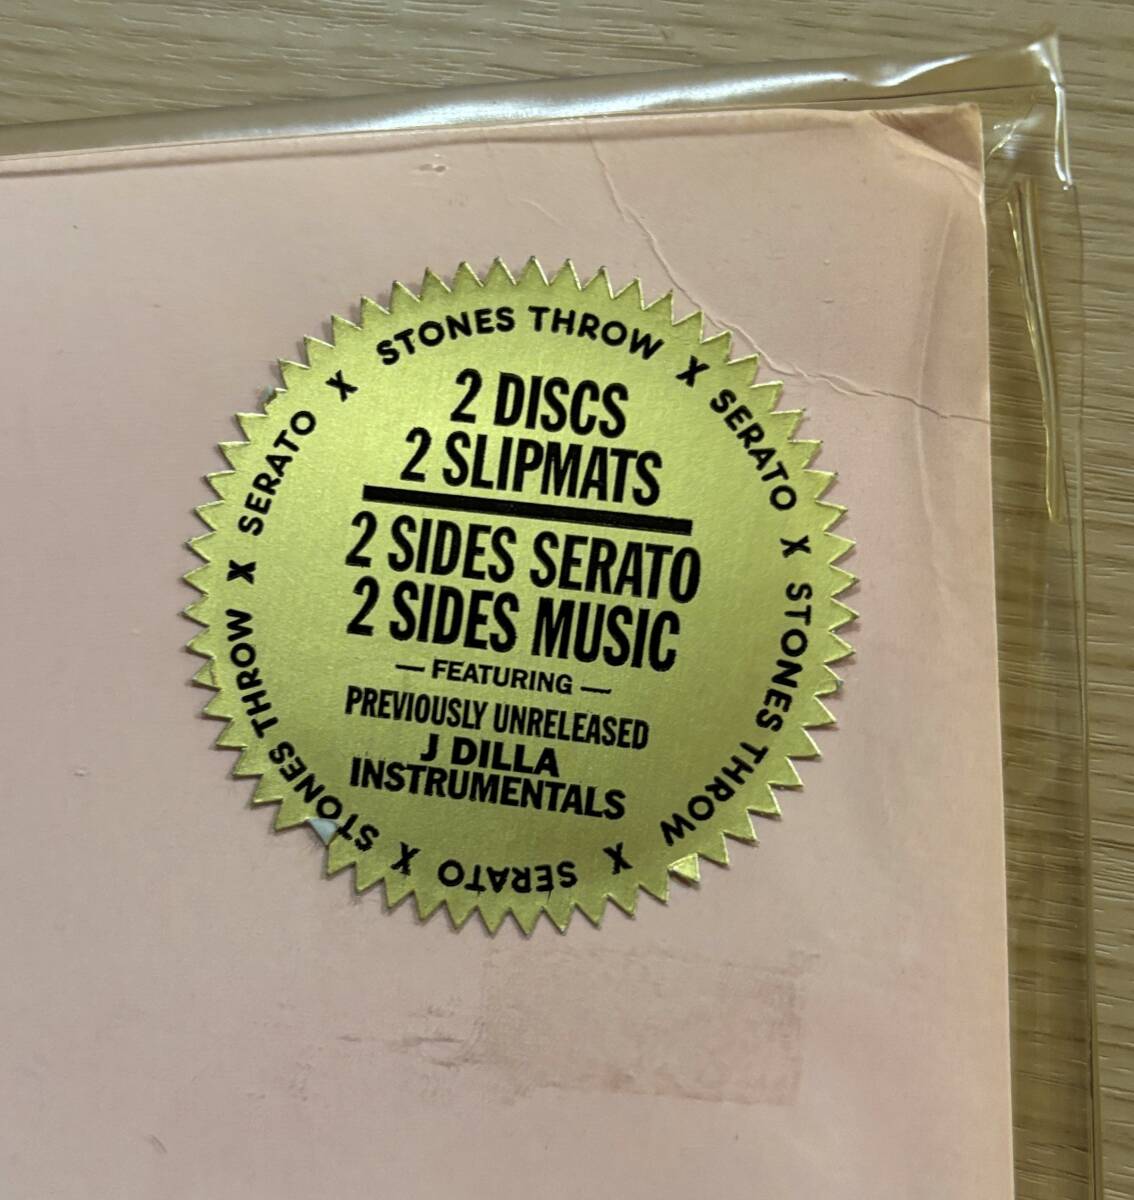 STONES THROW X SERATO X STONES THROW X SERATO X STONES THROW X SERATO X
2 DISCS
2 SLIPMATS
2 SIDES SERATO
2 SIDES MUSIC
— FEATURING —
PREVIOUSLY UNRELEASED
J DILLA
INSTRUMENTALS